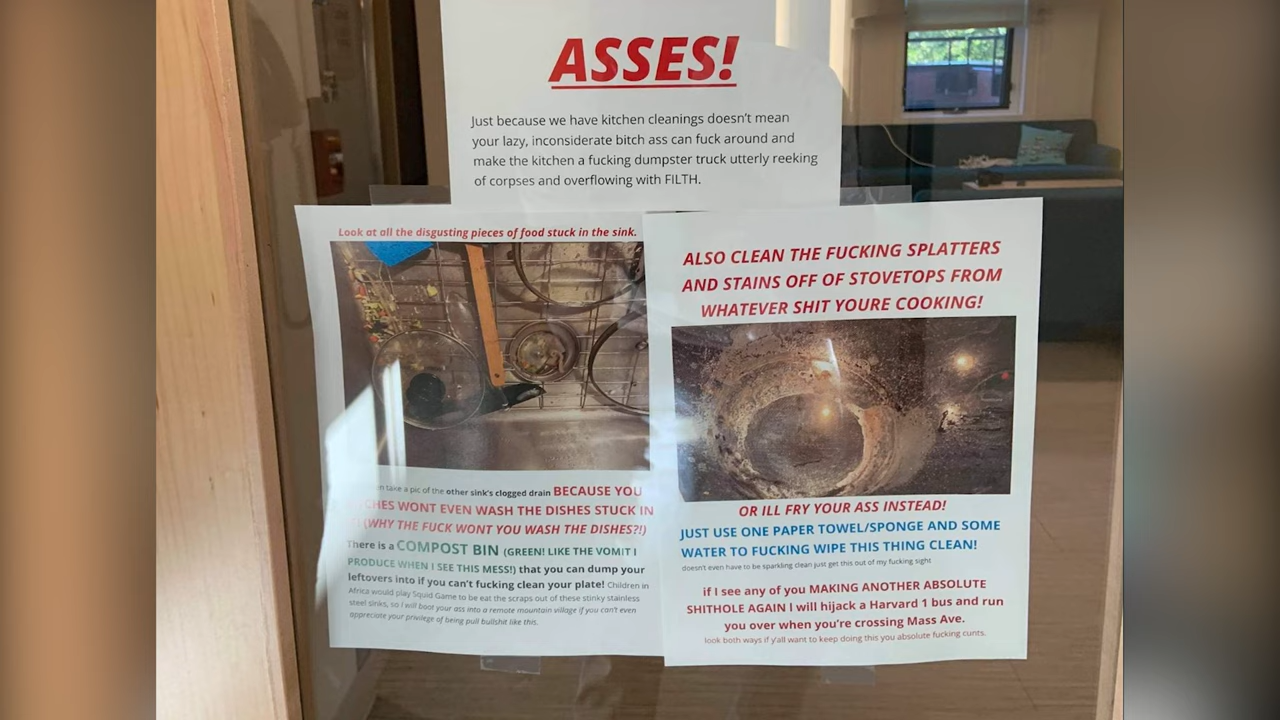 ASSES!
Just because we have kitchen cleanings doesn't mean
your lazy, inconsiderate bitch ass can fuck around and
make the kitchen a fucking dumpster truck utterly reeking
of corpses and overflowing with FILTH.
Look at all the disgusting pieces of food stuck in the sink.
take a pic of the other sink's clogged drain BECAUSE YOU
WONT EVEN WASH THE DISHES STUCK IN
(WHY THE FUCK WONT YOU WASH THE DISHES?!)
There is a COMPOST BIN (GREEN! LIKE THE VOMIT I
PRODUCE WHEN I SEE THIS MESS!) that you can dump your
leftovers into if you can't fucking clean your plate! Children in
Africa would play Squid Game to be eat the scraps out of these stinky stainless
steel sinks, so I will boot your ass into a remote mountain village if you can't even
appreciate your privilege of being pull bullshit like this.
ALSO CLEAN THE FUCKING SPLATTERS
AND STAINS OFF OF STOVETOPS FROM
WHATEVER SHIT YOURE COOKING!
OR ILL FRY YOUR ASS INSTEAD!
JUST USE ONE PAPER TOWEL/SPONGE AND SOME
WATER TO FUCKING WIPE THIS THING CLEAN!
doesn't even have to be sparkling clean just get this out of my fucking sight
if I see any of you MAKING ANOTHER ABSOLUTE
SHITHOLE AGAIN I will hijack a Harvard 1 bus and run
you over when you're crossing Mass Ave.
look both ways if y'all want to keep doing this you absolute fucking cunts.